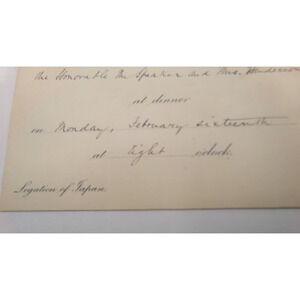 the Honorable the Speaker and Mrs. Henderson
at dinner
on Monday, February sixteenth
at Eight o'clock.
Legation of Japan.